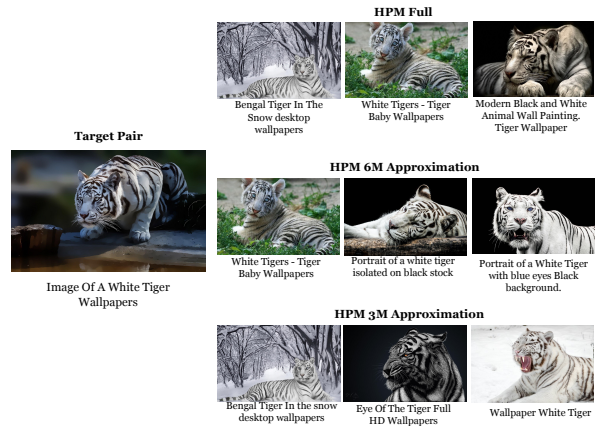 HPM Full
Bengal Tiger In The
Snow desktop
wallpapers
White Tigers - Tiger
Baby Wallpapers
Modern Black and White
Animal Wall Painting.
Tiger Wallpaper
Target Pair
Image Of A White Tiger
Wallpapers
HPM 6M Approximation
White Tigers - Tiger
Baby Wallpapers
Portrait of a white tiger
isolated on black stock
Portrait of a White Tiger
with blue eyes Black
background.
HPM 3M Approximation
Bengal Tiger In the snow
desktop wallpapers
Eye Of The Tiger Full
HD Wallpapers
Wallpaper White Tiger